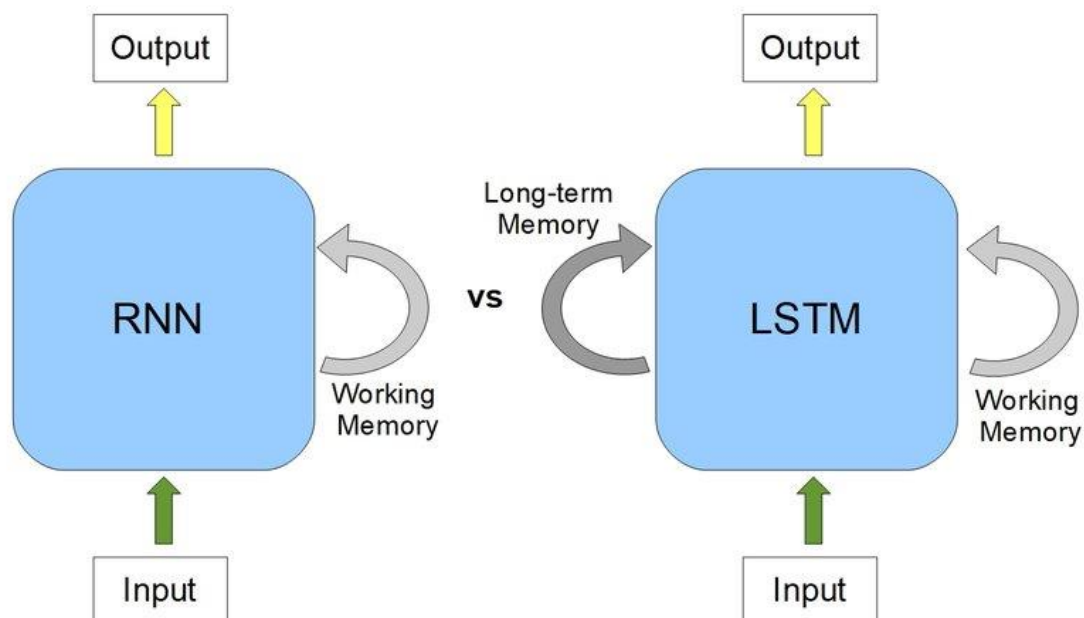 Output
RNN
Working
Memory
Input
vs
Output
Long-term
Memory
LSTM
Working
Memory
Input